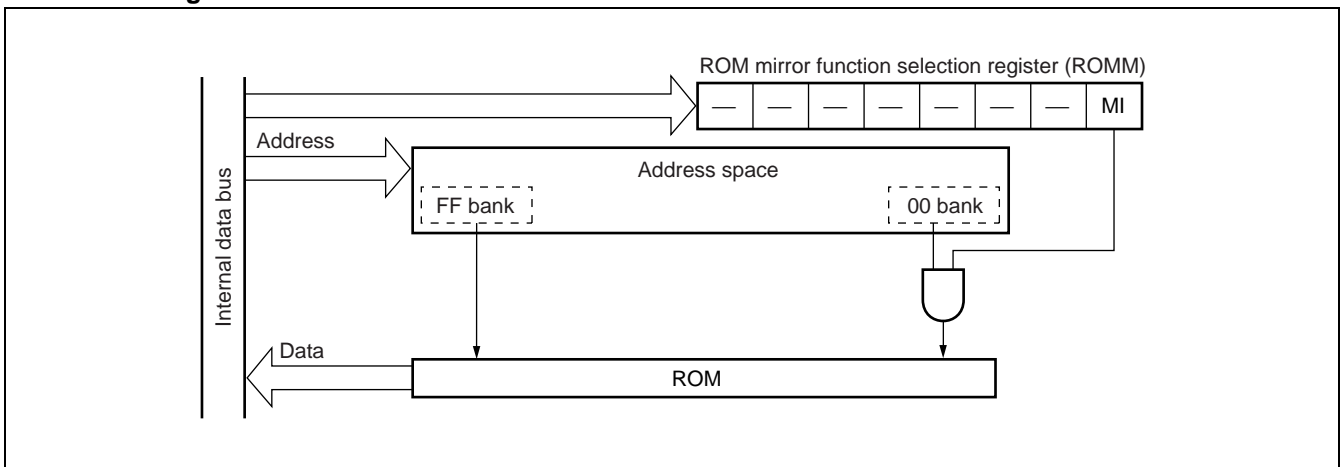 ROM mirror function selection register (ROMM)
— — — — — — — MI
Address
Address space
FF bank
00 bank
Internal data bus
Data
ROM